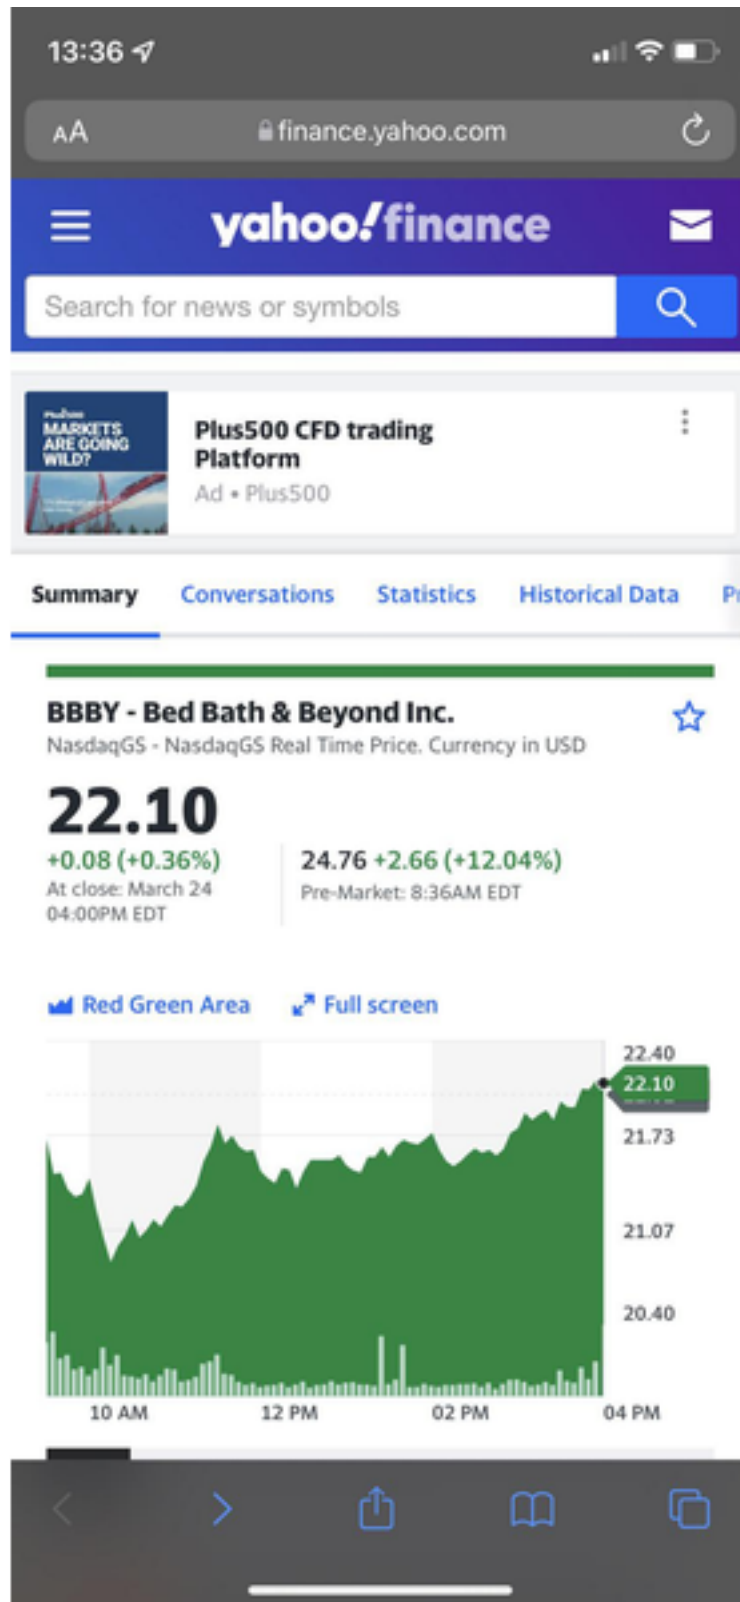 13:36
AA finance.yahoo.com
yahoo!finance
Search for news or symbols
MARKETS
ARE GOING
WILD?
Plus500 CFD trading
Platform
Ad • Plus500
Summary Conversations Statistics Historical Data
BBBY - Bed Bath & Beyond Inc.
NasdaqGS - NasdaqGS Real Time Price. Currency in USD
22.10
+0.08 (+0.36%)
At close: March 24
04:00PM EDT
24.76 +2.66 (+12.04%)
Pre-Market: 8:36AM EDT
Red Green Area Full screen
22.40
22.10
21.73
21.07
20.40
10 AM 12 PM 02 PM 04 PM